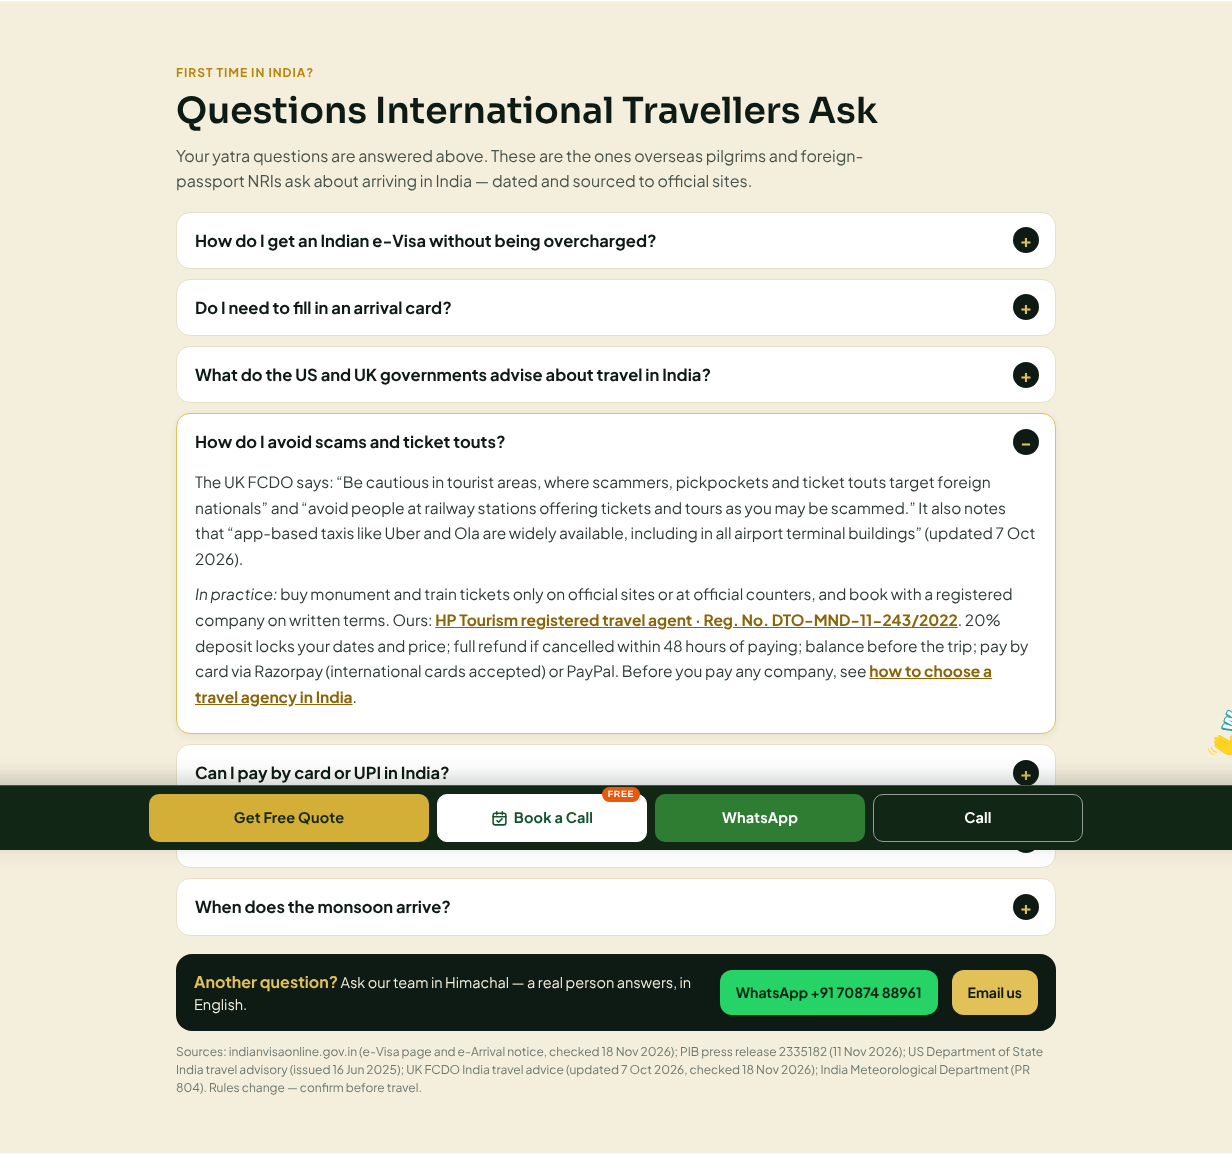 FIRST TIME IN INDIA?
Questions International Travellers Ask
Your yatra questions are answered above. These are the ones overseas pilgrims and foreign-
passport NRIs ask about arriving in India — dated and sourced to official sites.
How do I get an Indian e-Visa without being overcharged?
+
Do I need to fill in an arrival card?
+
What do the US and UK governments advise about travel in India?
+
How do I avoid scams and ticket touts?
−
The UK FCDO says: “Be cautious in tourist areas, where scammers, pickpockets and ticket touts target foreign
nationals” and “avoid people at railway stations offering tickets and tours as you may be scammed.” It also notes
that “app-based taxis like Uber and Ola are widely available, including in all airport terminal buildings” (updated 7 Oct
2026).
In practice: buy monument and train tickets only on official sites or at official counters, and book with a registered
company on written terms. Ours: HP Tourism registered travel agent · Reg. No. DTO-MND-11-243/2022. 20%
deposit locks your dates and price; full refund if cancelled within 48 hours of paying; balance before the trip; pay by
card via Razorpay (international cards accepted) or PayPal. Before you pay any company, see how to choose a
travel agency in India.
Can I pay by card or UPI in India?
+
Get Free Quote
Book a Call
FREE
WhatsApp
Call
When does the monsoon arrive?
+
Another question? Ask our team in Himachal — a real person answers, in
English.
WhatsApp +91 70874 88961
Email us
Sources: indianvisaonline.gov.in (e-Visa page and e-Arrival notice, checked 18 Nov 2026); PIB press release 2335182 (11 Nov 2026); US Department of State
India travel advisory (issued 16 Jun 2025); UK FCDO India travel advice (updated 7 Oct 2026, checked 18 Nov 2026); India Meteorological Department (PR
804). Rules change — confirm before travel.